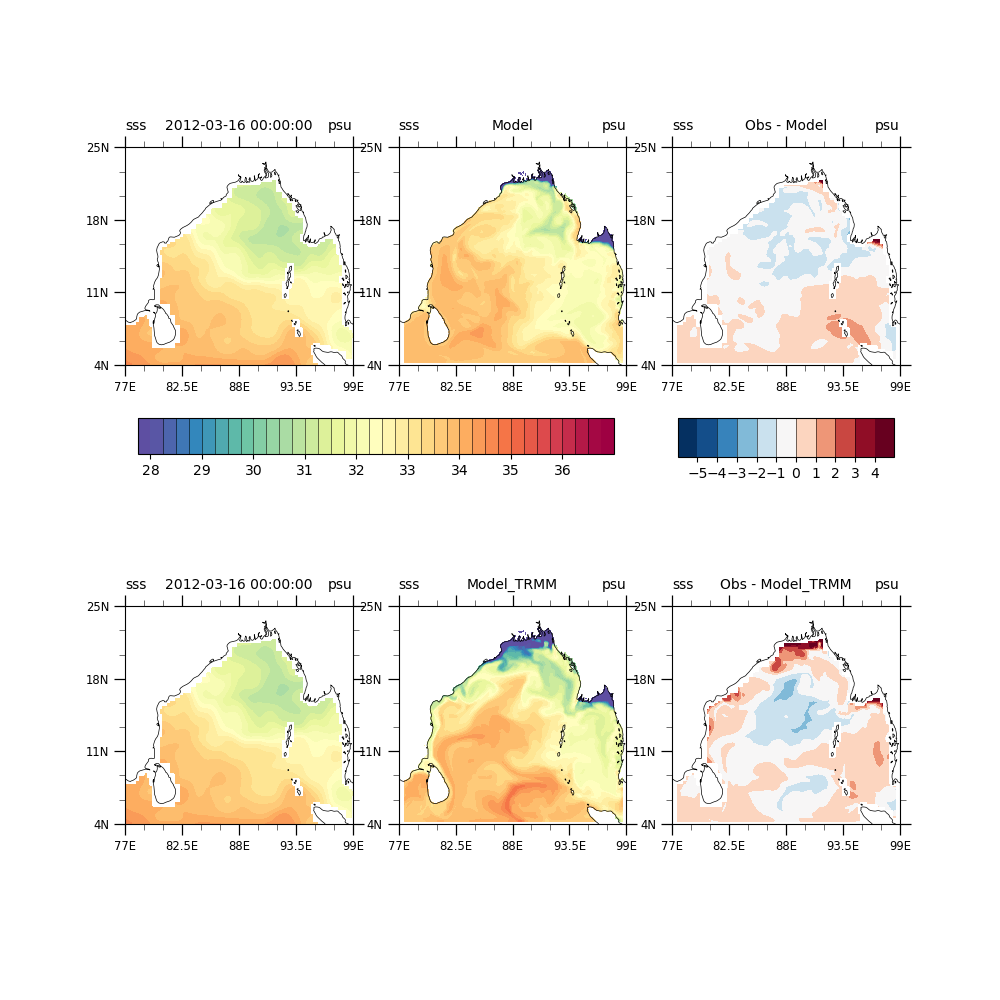 sss 2012-03-16 00:00:00 psu sss Model psu sss Obs - Model psu
25N 25N 25N
18N 18N 18N
11N 11N 11N
4N 4N 4N
77E 82.5E 88E 93.5E 99E 77E 82.5E 88E 93.5E 99E 77E 82.5E 88E 93.5E 99E
28 29 30 31 32 33 34 35 36 −5 −4 −3 −2 −1 0 1 2 3 4
sss 2012-03-16 00:00:00 psu sss Model_TRMM psu sss Obs - Model_TRMM psu
25N 25N 25N
18N 18N 18N
11N 11N 11N
4N 4N 4N
77E 82.5E 88E 93.5E 99E 77E 82.5E 88E 93.5E 99E 77E 82.5E 88E 93.5E 99E